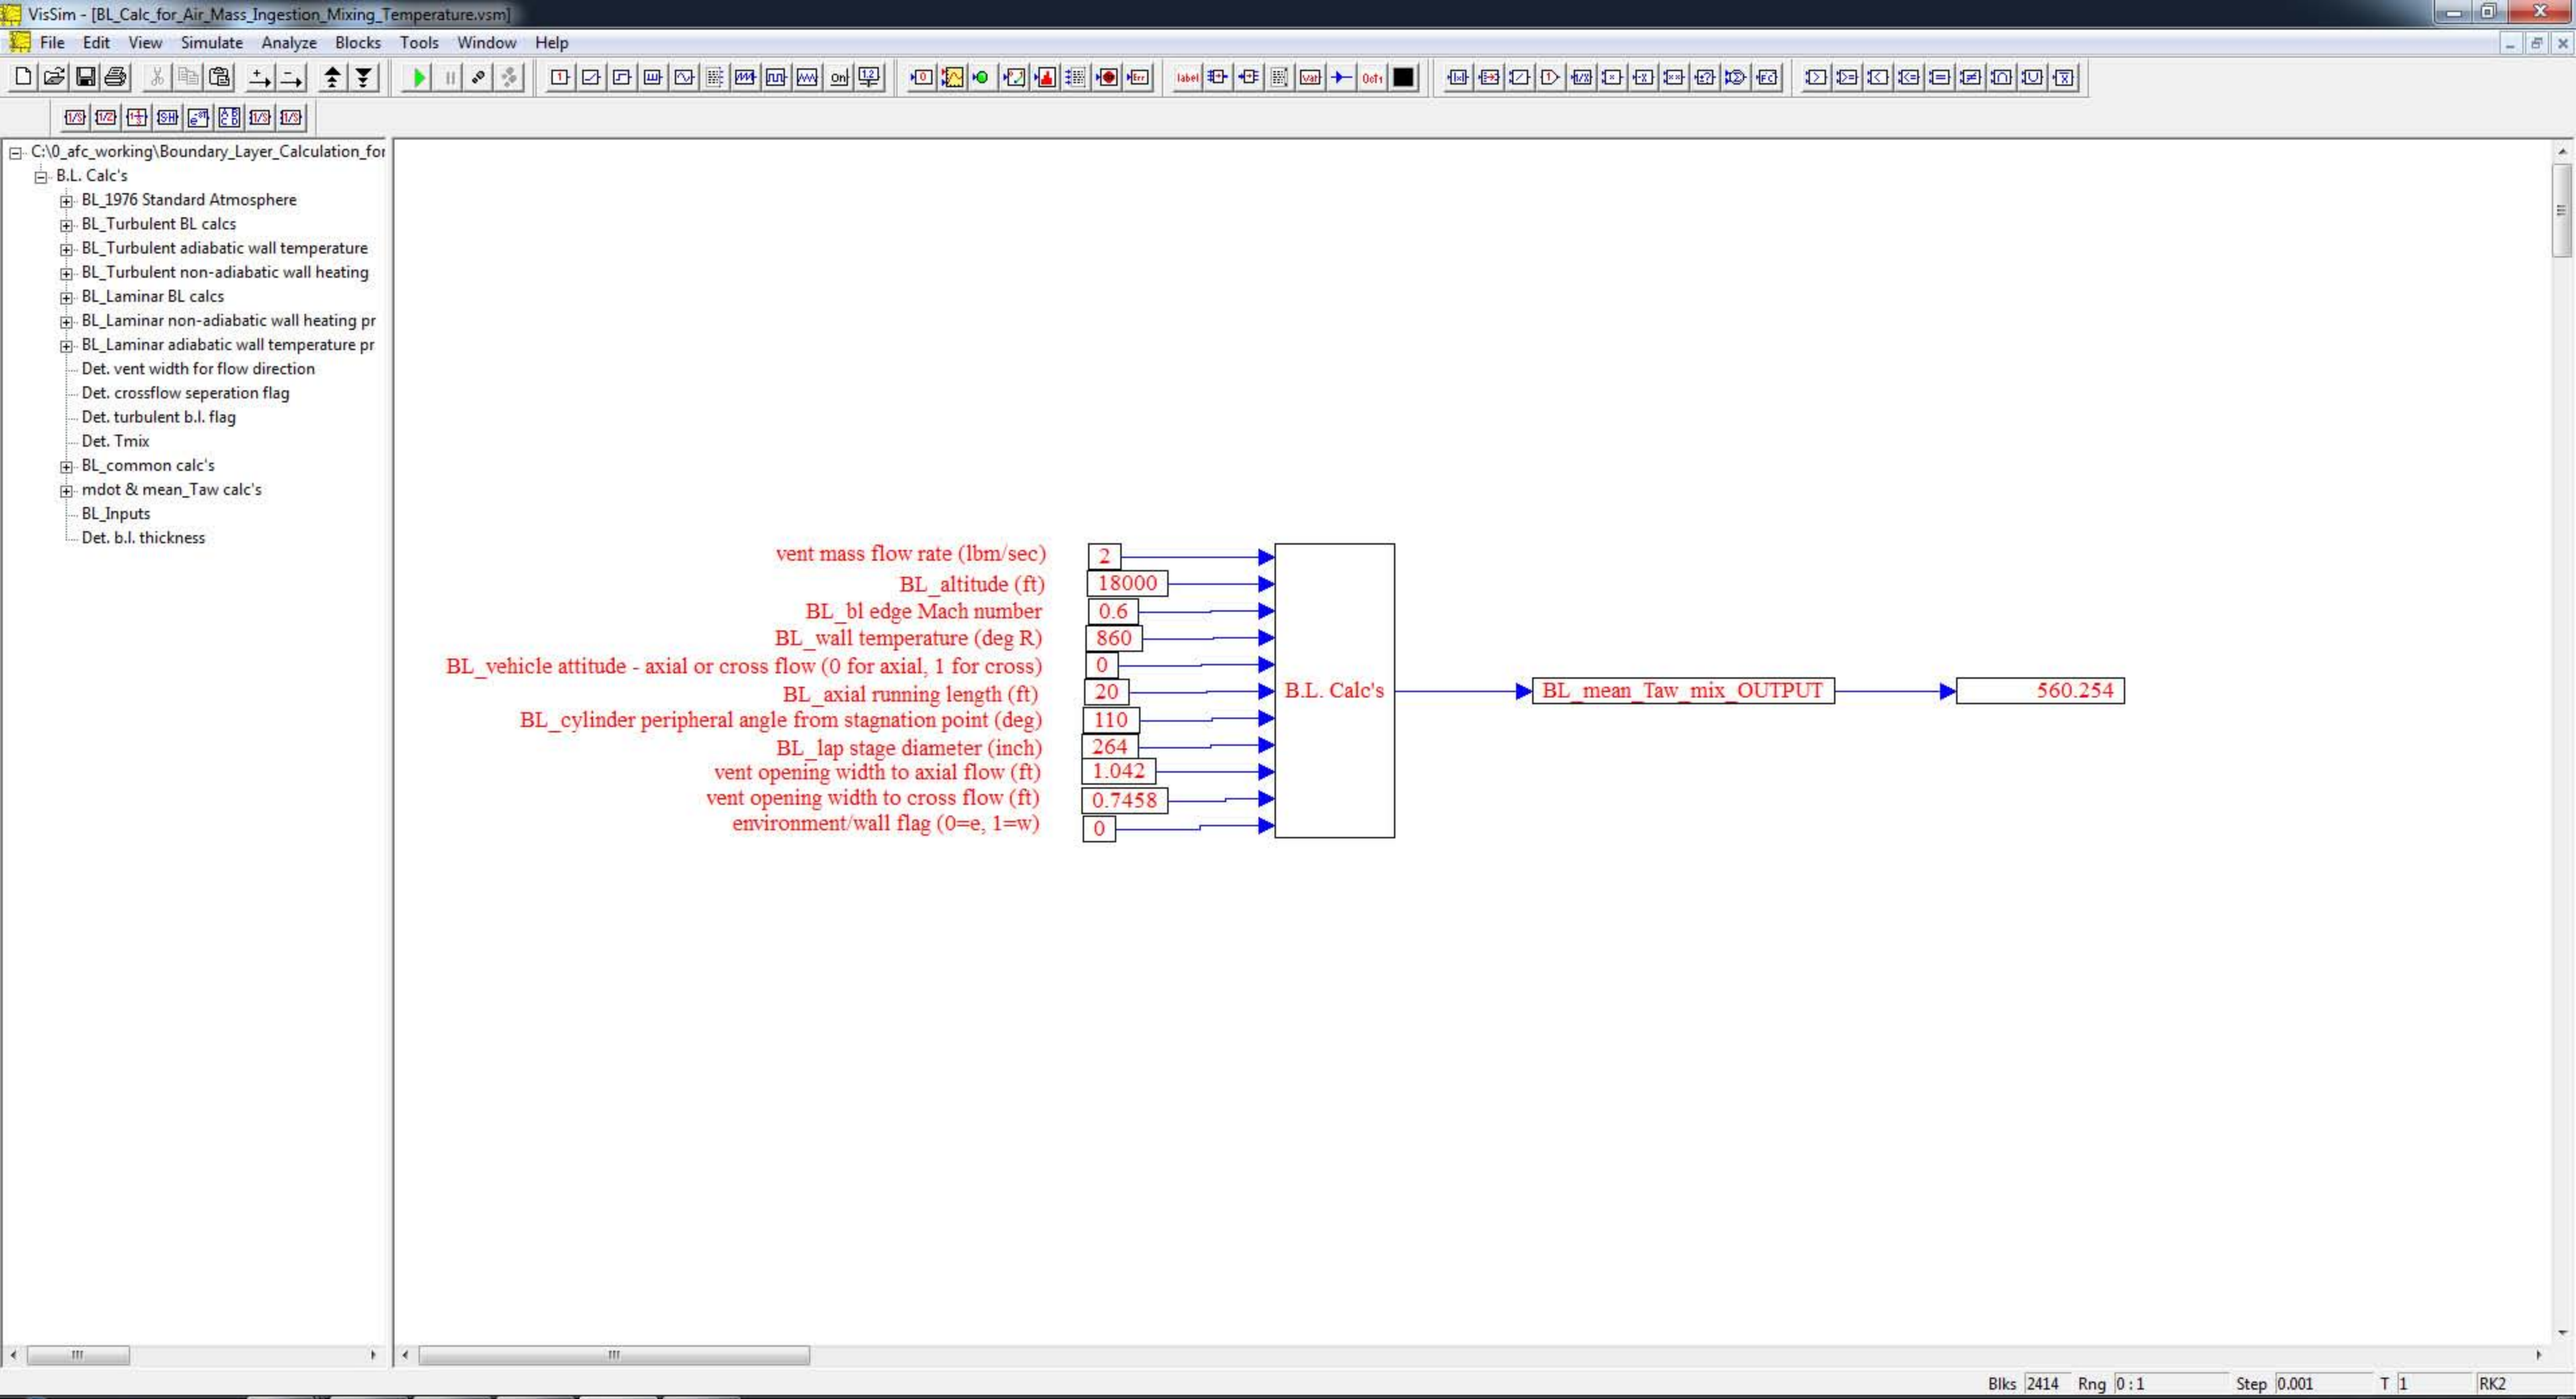 VisSim - [BL_Calc_for_Air_Mass_Ingestion_Mixing_Temperature.vsm]
File Edit View Simulate Analyze Blocks Tools Window Help
C:\0_afc_working\Boundary_Layer_Calculation_for
B.L. Calc's
BL_1976 Standard Atmosphere
BL_Turbulent BL calcs
BL_Turbulent adiabatic wall temperature
BL_Turbulent non-adiabatic wall heating
BL_Laminar BL calcs
BL_Laminar non-adiabatic wall heating pr
BL_Laminar adiabatic wall temperature pr
Det. vent width for flow direction
Det. crossflow seperation flag
Det. turbulent b.l. flag
Det. Tmix
BL_common calc's
mdot & mean_Taw calc's
BL_Inputs
Det. b.l. thickness
vent mass flow rate (lbm/sec) 2
BL_altitude (ft) 18000
BL_bl edge Mach number 0.6
BL_wall temperature (deg R) 860
BL_vehicle attitude - axial or cross flow (0 for axial, 1 for cross) 0
BL_axial running length (ft) 20
BL_cylinder peripheral angle from stagnation point (deg) 110
BL_lap stage diameter (inch) 264
vent opening width to axial flow (ft) 1.042
vent opening width to cross flow (ft) 0.7458
environment/wall flag (0=e, 1=w) 0
B.L. Calc's
BL_mean_Taw_mix_OUTPUT
560.254
Blks 2414 Rng 0:1 Step 0.001 T 1 RK2